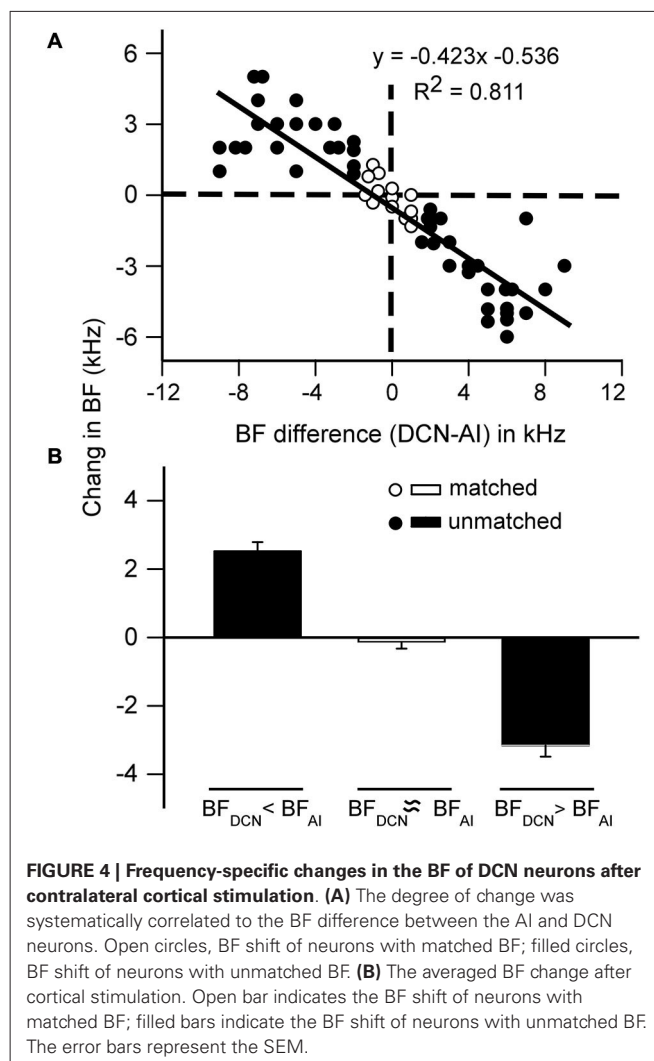 A
y = -0.423x -0.536
R2 = 0.811
6
3
0
-3
-6
-12 -8 -4 0 4 8 12
BF difference (DCN-AI) in kHz
Chang in BF (kHz)
B
matched
unmatched
4
2
0
-2
-4
BFDCN < BFAI BFDCN ≈ BFAI BFDCN > BFAI
FIGURE 4 | Frequency-specific changes in the BF of DCN neurons after
contralateral cortical stimulation. (A) The degree of change was
systematically correlated to the BF difference between the AI and DCN
neurons. Open circles, BF shift of neurons with matched BF; filled circles,
BF shift of neurons with unmatched BF. (B) The averaged BF change after
cortical stimulation. Open bar indicates the BF shift of neurons with
matched BF; filled bars indicate the BF shift of neurons with unmatched BF.
The error bars represent the SEM.